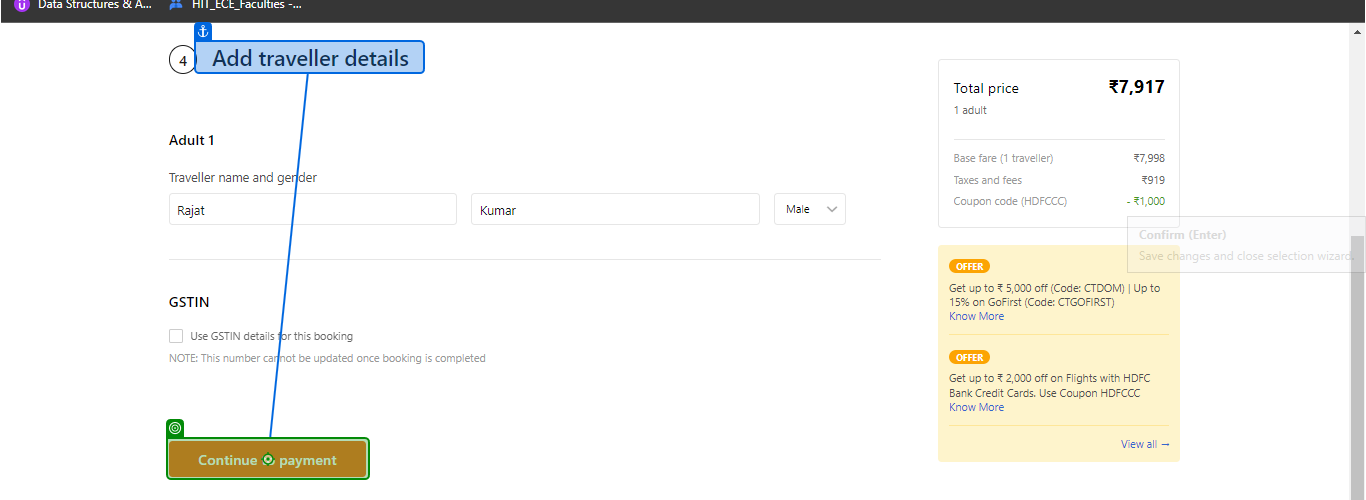 Data Structures & A...
HIT_ECE_Faculties -...
4
Add traveller details
Adult 1
Traveller name and gender
Rajat
Kumar
Male
GSTIN
Use GSTIN details for this booking
NOTE: This number cannot be updated once booking is completed
Continue to payment
Total price ₹7,917
1 adult
Base fare (1 traveller) ₹7,998
Taxes and fees ₹919
Coupon code (HDFCCC) - ₹1,000
Confirm (Enter)
Save changes and close selection wizard.
OFFER
Get up to ₹ 5,000 off (Code: CTDOM) | Up to
15% on GoFirst (Code: CTGOFIRST)
Know More
OFFER
Get up to ₹ 2,000 off on Flights with HDFC
Bank Credit Cards. Use Coupon HDFCCC
Know More
View all →